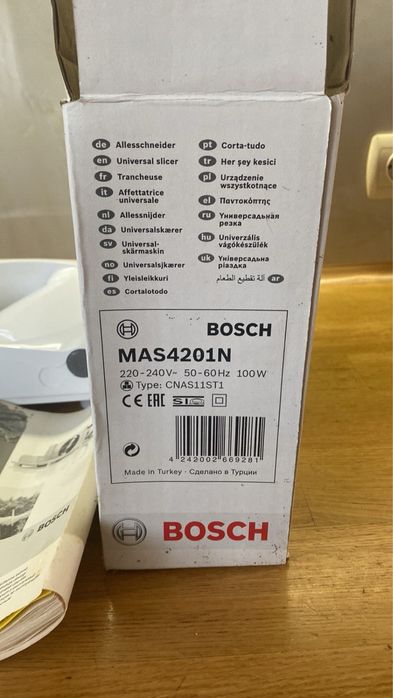 de Allesschneider
en Universal slicer
fr Trancheuse
it Affettatrice
universale
nl Allessnijder
da Universalskærer
sv Universal-
skärmaskin
no Universalsjkærer
fi Yleisleikkuri
es Cortalotodo
pt Corta-tudo
tr Her şey kesici
pl Urządzenie
wszystkotnące
el Παντοκόπτης
ru Универсальная
резка
hu Univerzális
vágókészülék
uk Універсальна
різадка
ar آلة تقطيع الطعام
BOSCH
MAS4201N
220-240V~ 50-60Hz 100W
Type: CNAS11ST1
CE EAC SIQ
4 242002 669281
Made in Turkey · Сделано в Турции
BOSCH